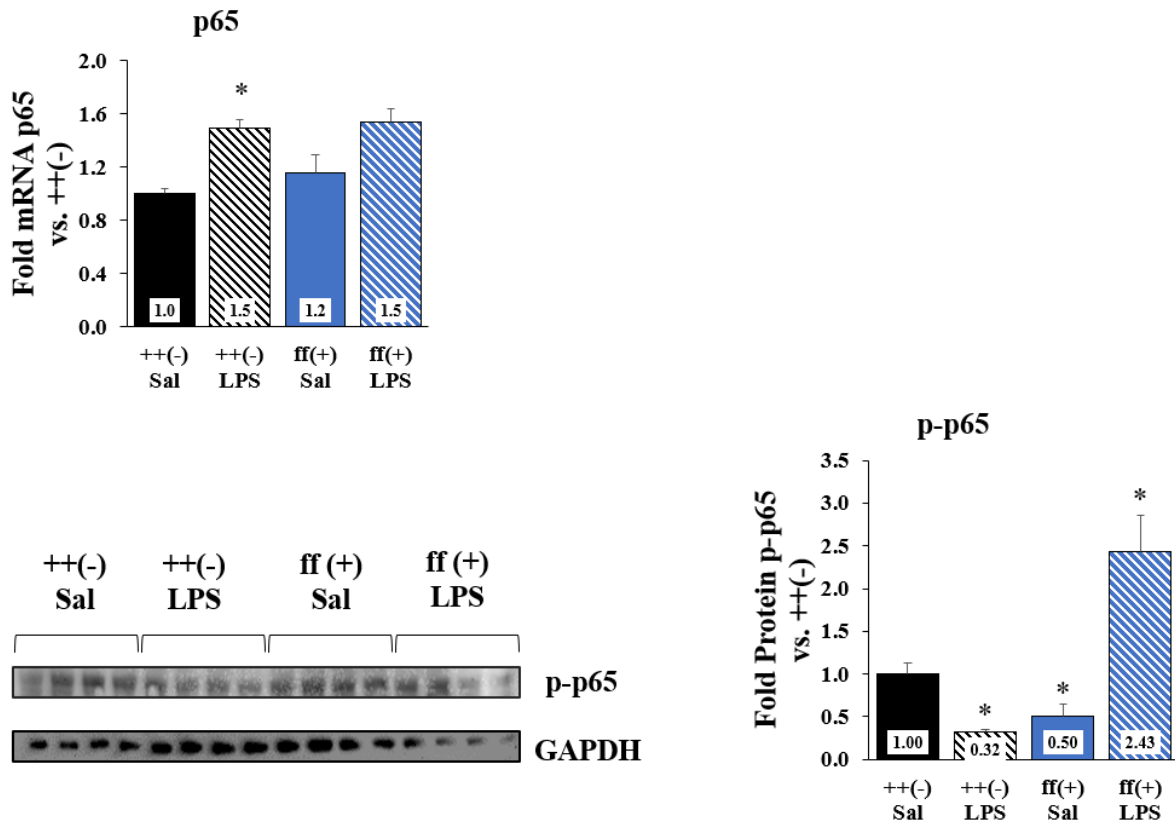 p65
Fold mRNA p65
vs. ++(-)
2.0
1.6
1.2
0.8
0.4
0.0
*
1.0
1.5
1.2
1.5
++(-)
Sal
++(-)
LPS
ff(+)
Sal
ff(+)
LPS
++(-)
Sal
++(-)
LPS
ff (+)
Sal
ff (+)
LPS
p-p65
GAPDH
p-p65
Fold Protein p-p65
vs. ++(-)
3.5
3.0
2.5
2.0
1.5
1.0
0.5
0.0
*
*
*
1.00
0.32
0.50
2.43
++(-)
Sal
++(-)
LPS
ff(+)
Sal
ff(+)
LPS